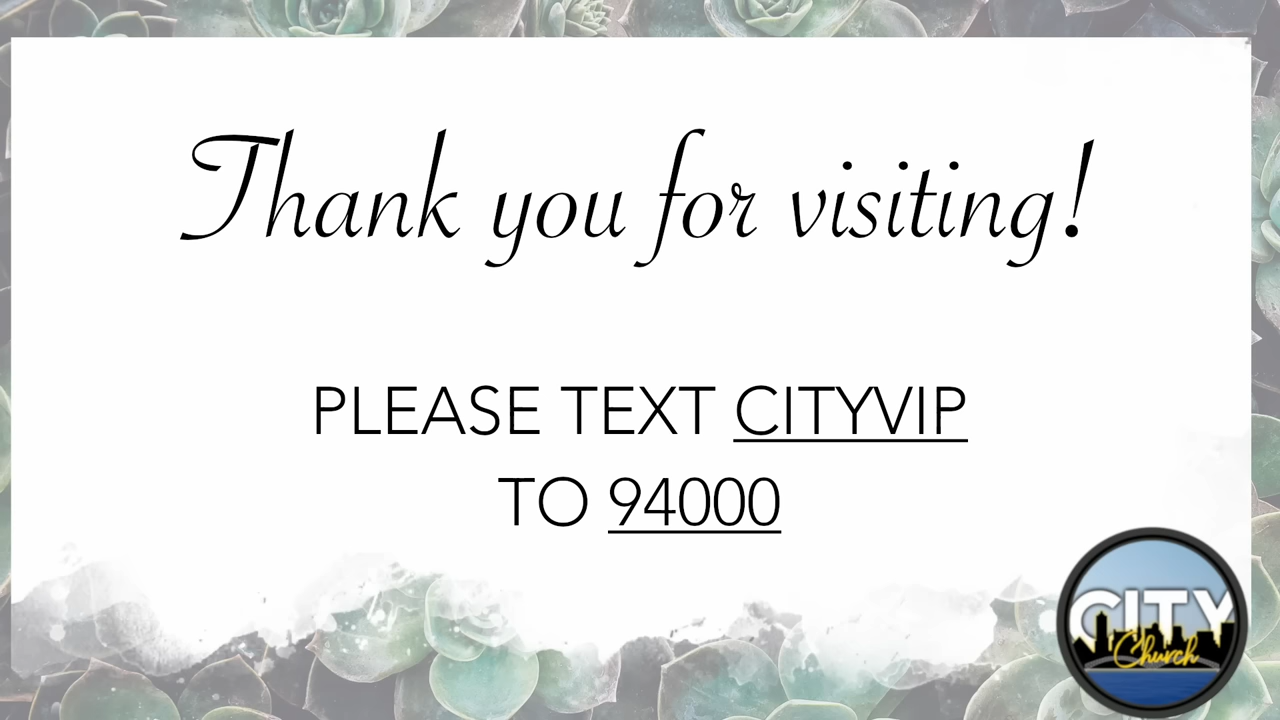 Thank you for visiting!
PLEASE TEXT CITYVIP
TO 94000
CITY
Church